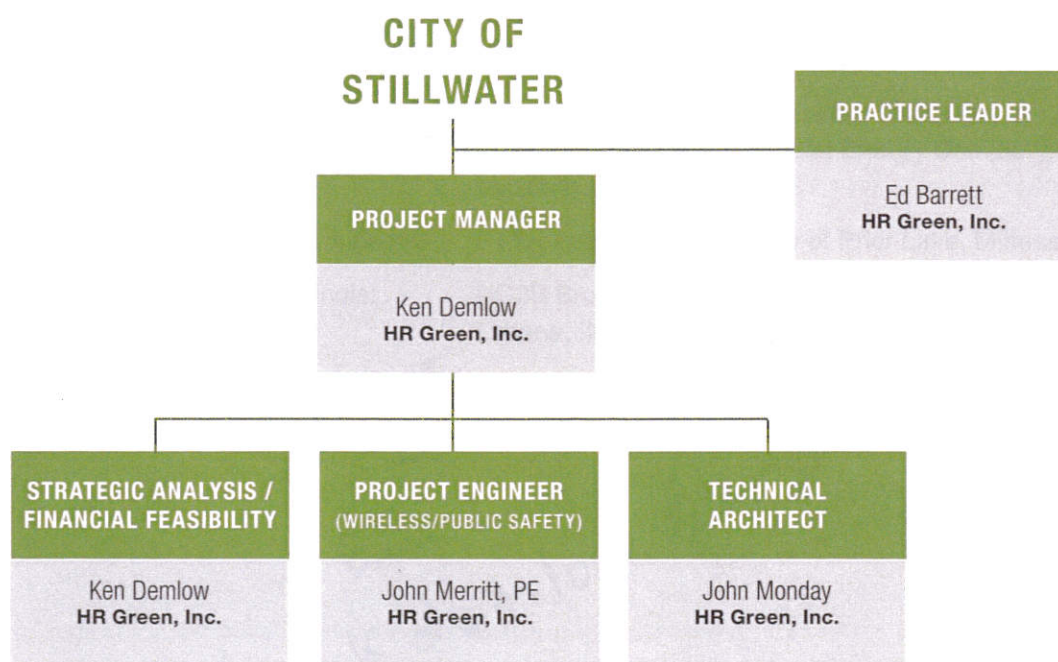 CITY OF
STILLWATER
PRACTICE LEADER
Ed Barrett
HR Green, Inc.
PROJECT MANAGER
Ken Demlow
HR Green, Inc.
STRATEGIC ANALYSIS /
FINANCIAL FEASIBILITY
Ken Demlow
HR Green, Inc.
PROJECT ENGINEER
(WIRELESS/PUBLIC SAFETY)
John Merritt, PE
HR Green, Inc.
TECHNICAL
ARCHITECT
John Monday
HR Green, Inc.